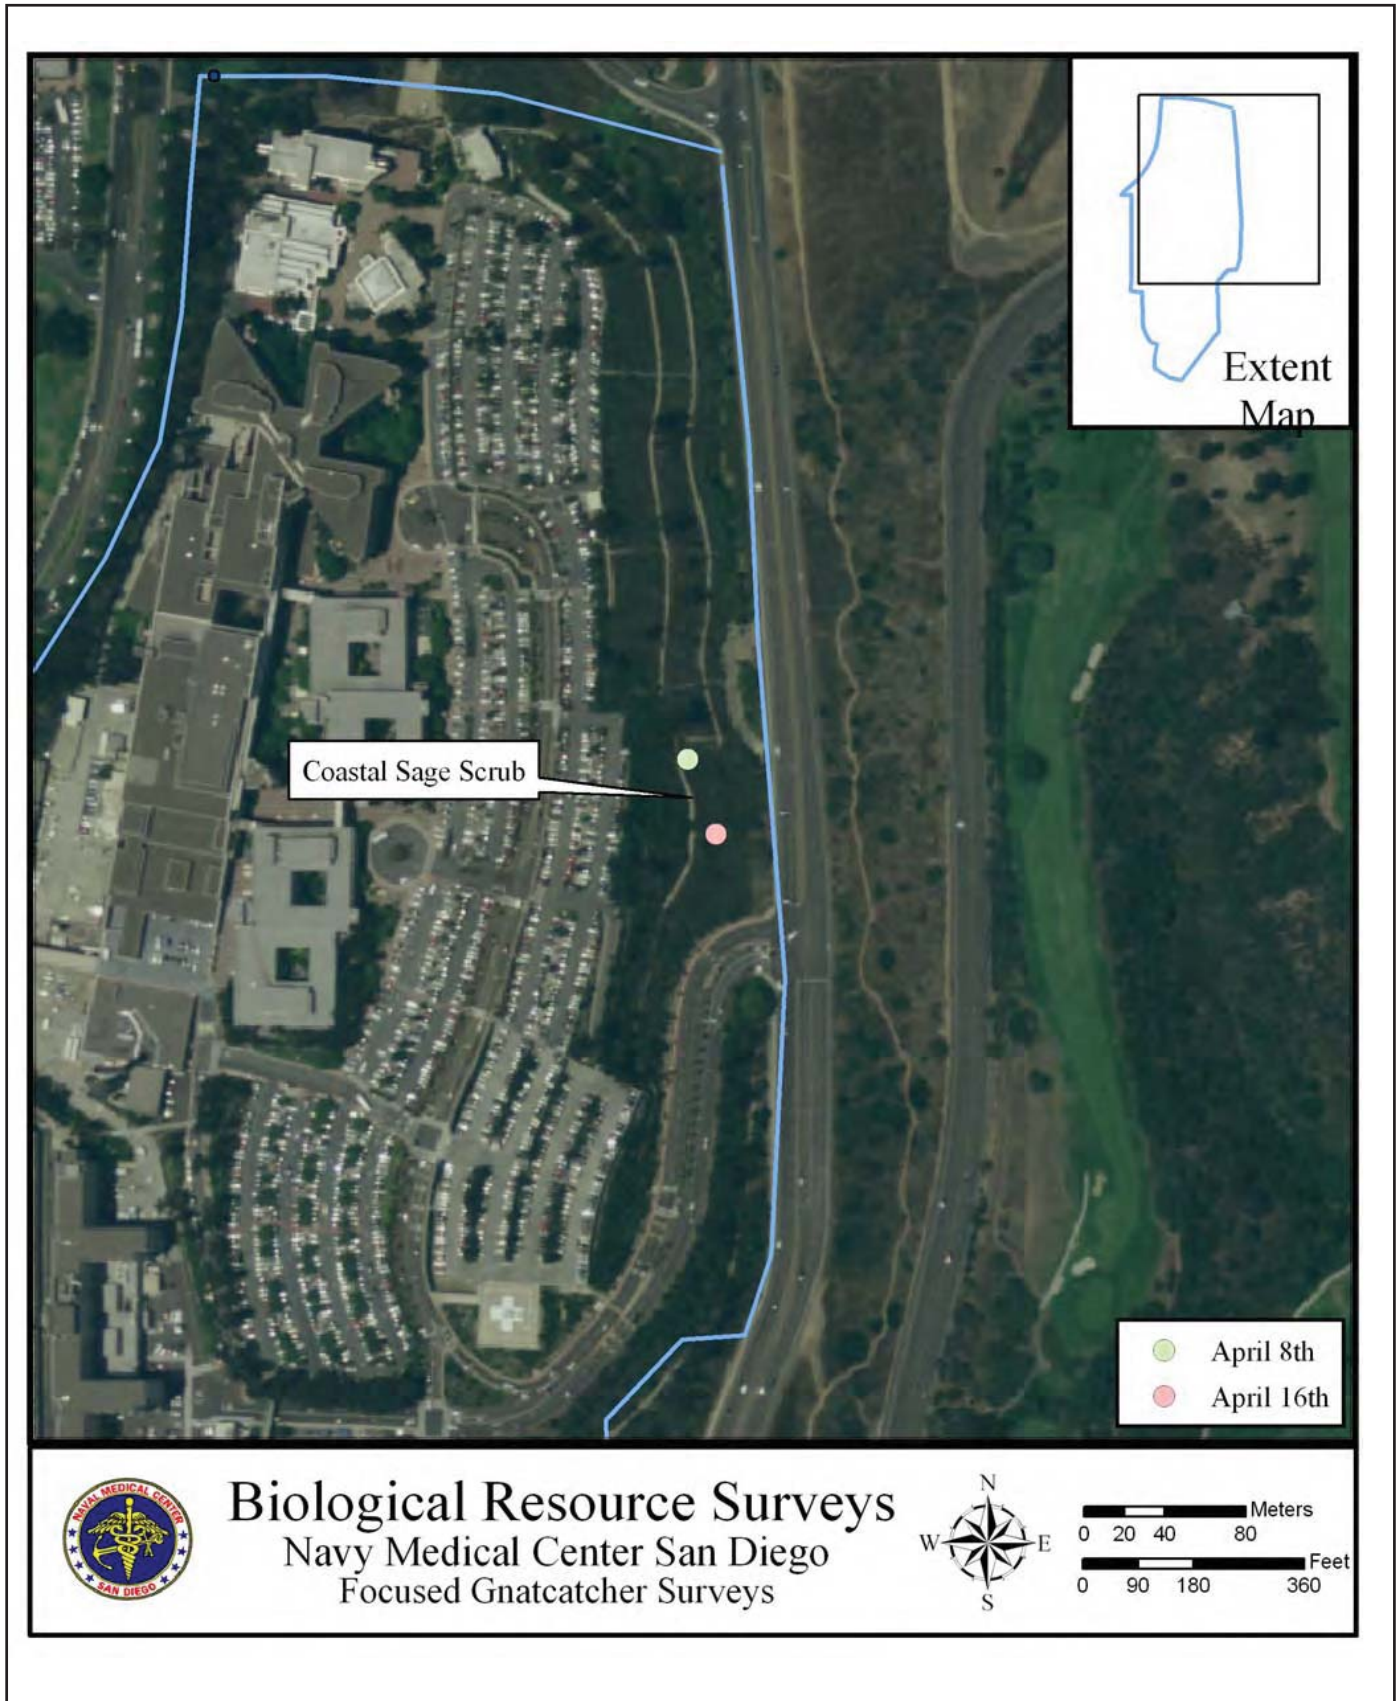 Extent
Map
Coastal Sage Scrub
April 8th
April 16th
NAVAL MEDICAL CENTER
SAN DIEGO
Biological Resource Surveys
Navy Medical Center San Diego
Focused Gnatcatcher Surveys
N
W E
S
Meters
0 20 40 80
Feet
0 90 180 360